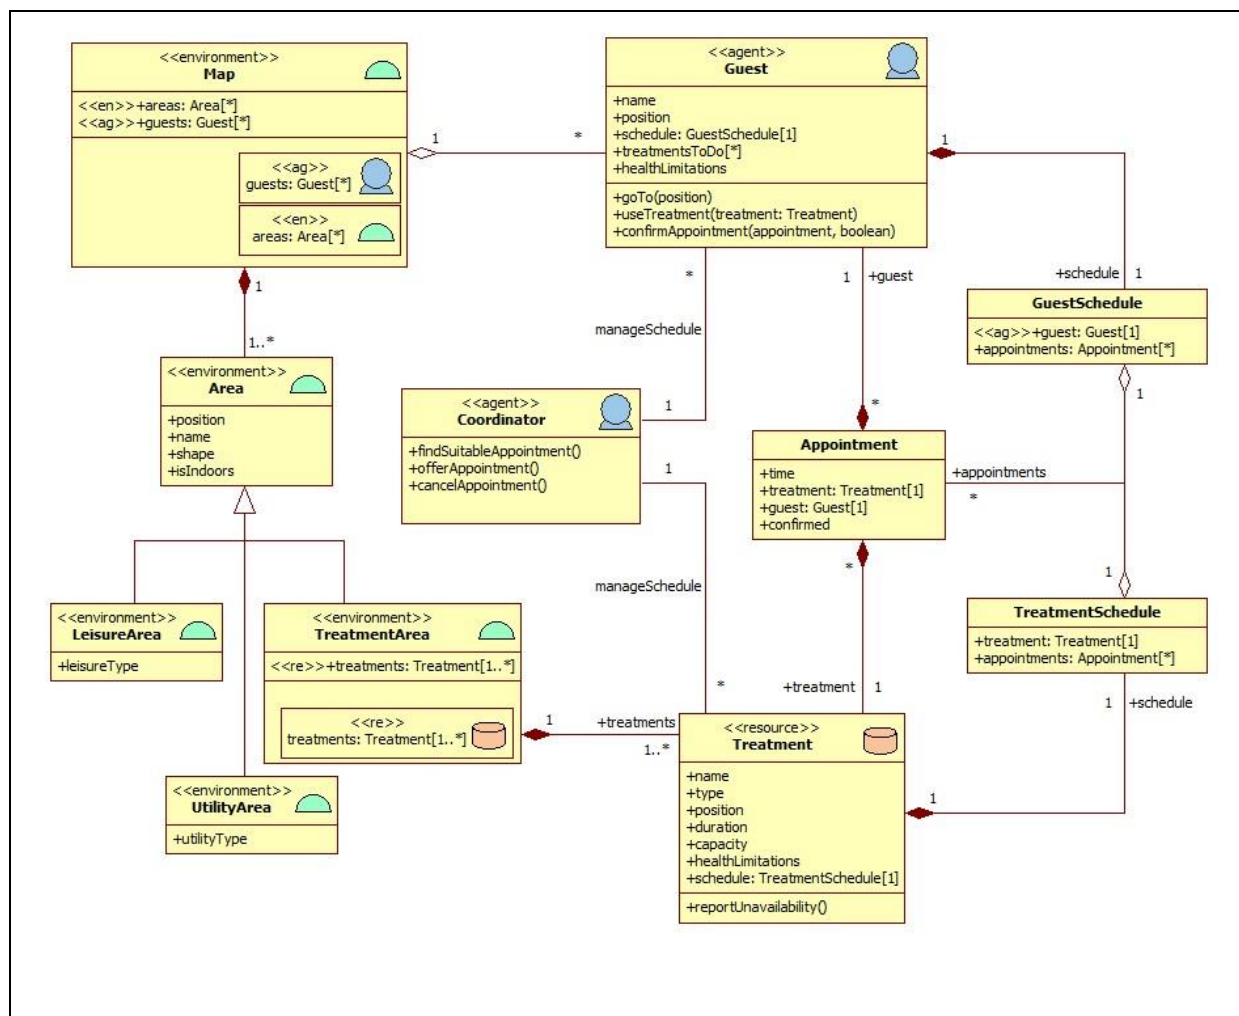 <<environment>>
Map
<<en>>+areas: Area[*]
<<ag>>+guests: Guest[*]
<<ag>>
guests: Guest[*]
<<en>>
areas: Area[*]
1
*
<<agent>>
Guest
+name
+position
+schedule: GuestSchedule[1]
+treatmentsToDo[*]
+healthLimitations
+goTo(position)
+useTreatment(treatment: Treatment)
+confirmAppointment(appointment, boolean)
1
+schedule
1
GuestSchedule
<<ag>>+guest: Guest[1]
+appointments: Appointment[*]
1
1
1..*
*
manageSchedule
1
1
+guest
*
<<environment>>
Area
+position
+name
+shape
+isIndoors
<<agent>>
Coordinator
+findSuitableAppointment()
+offerAppointment()
+cancelAppointment()
1
manageSchedule
*
Appointment
+time
+treatment: Treatment[1]
+guest: Guest[1]
+confirmed
+appointments
*
*
+treatment
1
1
TreatmentSchedule
+treatment: Treatment[1]
+appointments: Appointment[*]
1
+schedule
<<environment>>
LeisureArea
+leisureType
<<environment>>
TreatmentArea
<<re>>+treatments: Treatment[1..*]
<<re>>
treatments: Treatment[1..*]
1
+treatments
1..*
<<resource>>
Treatment
+name
+type
+position
+duration
+capacity
+healthLimitations
+schedule: TreatmentSchedule[1]
+reportUnavailability()
1
<<environment>>
UtilityArea
+utilityType